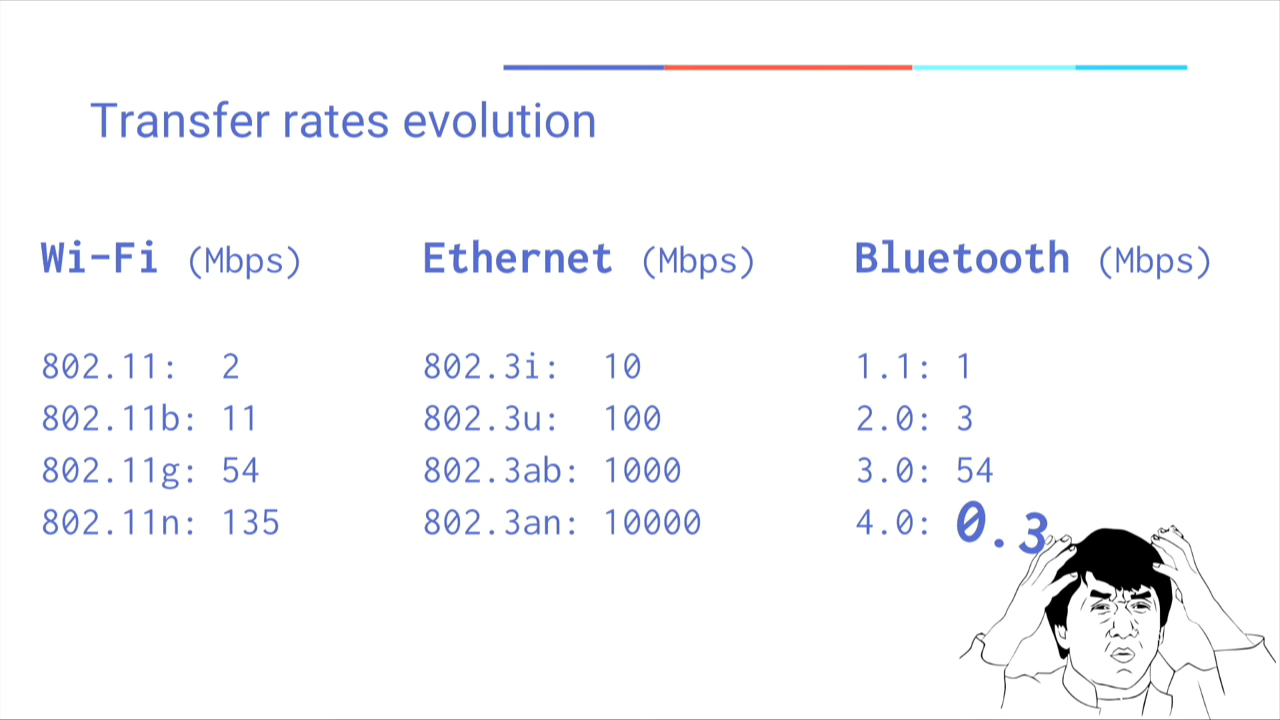 Transfer rates evolution
Wi-Fi (Mbps)
802.11: 2
802.11b: 11
802.11g: 54
802.11n: 135
Ethernet (Mbps)
802.3i: 10
802.3u: 100
802.3ab: 1000
802.3an: 10000
Bluetooth (Mbps)
1.1: 1
2.0: 3
3.0: 54
4.0: 0.3